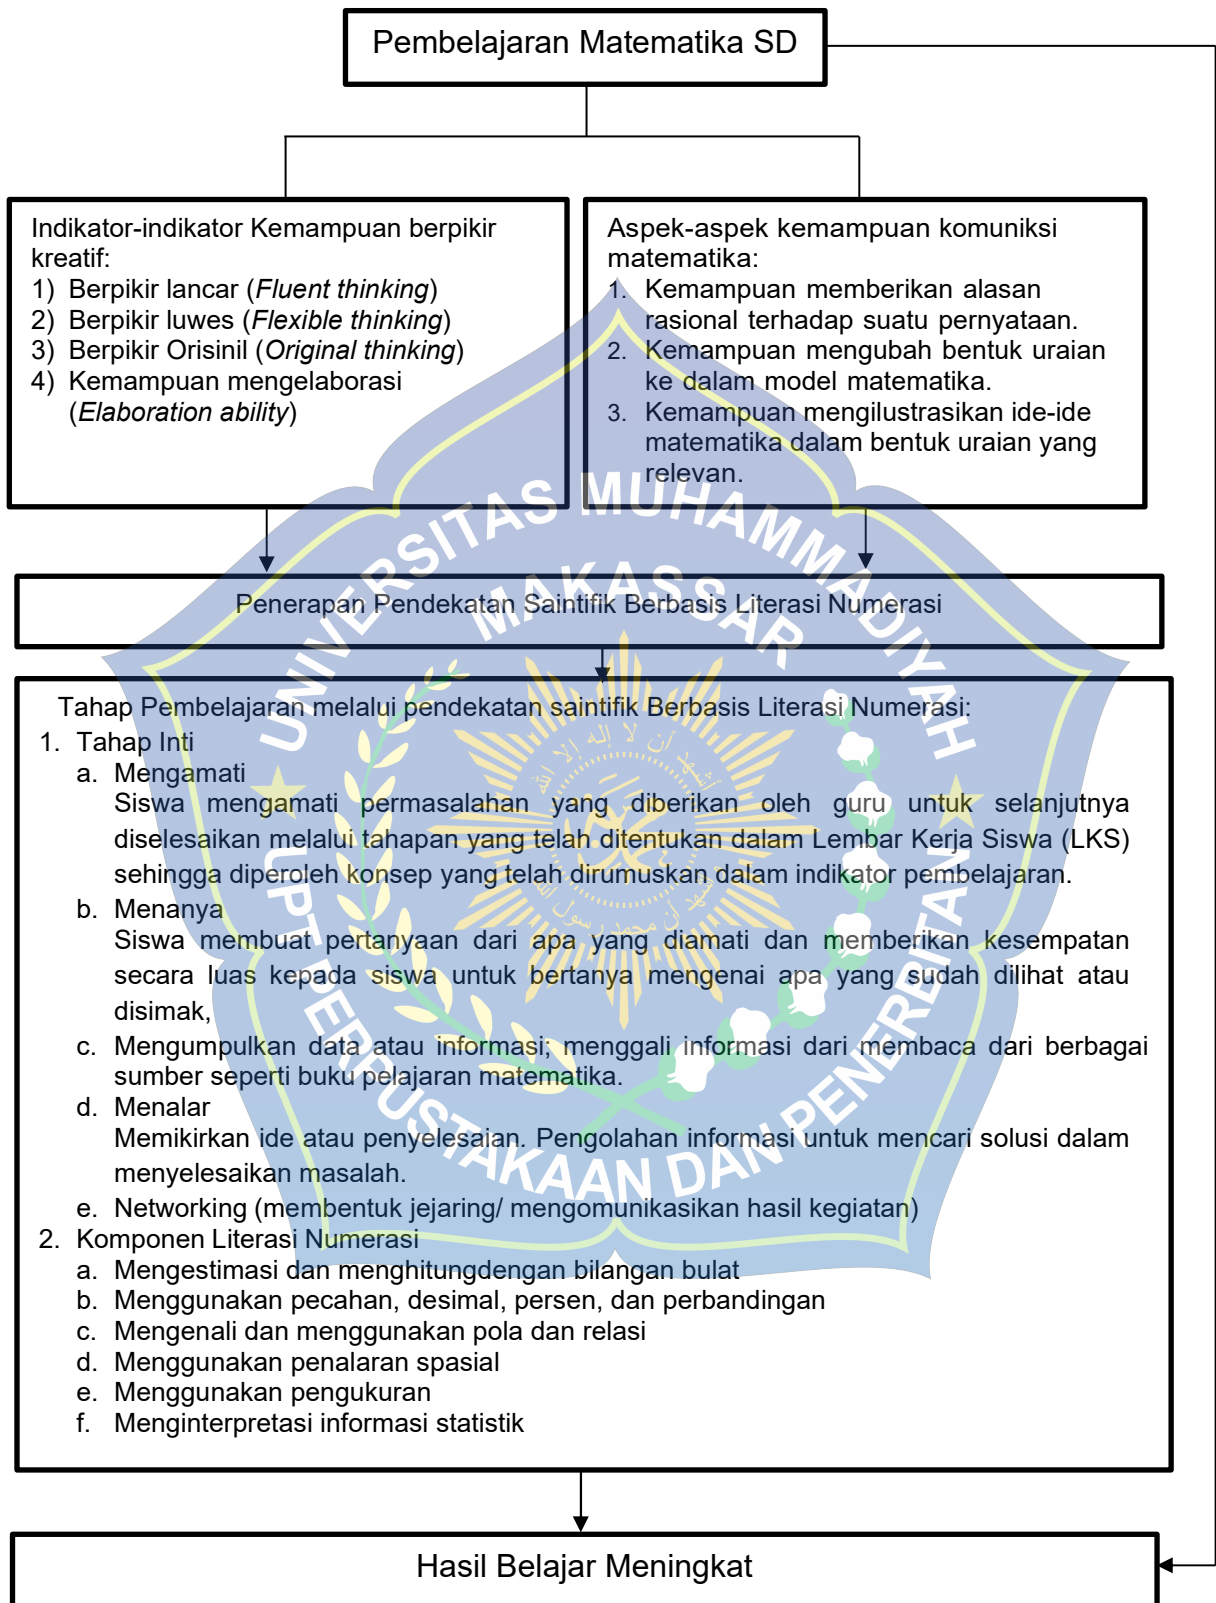 Pembelajaran Matematika SD
Indikator-indikator Kemampuan berpikir
kreatif:
1) Berpikir lancar (Fluent thinking)
2) Berpikir luwes (Flexible thinking)
3) Berpikir Orisinil (Original thinking)
4) Kemampuan mengelaborasi
(Elaboration ability)
Aspek-aspek kemampuan komuniksi
matematika:
1. Kemampuan memberikan alasan
rasional terhadap suatu pernyataan.
2. Kemampuan mengubah bentuk uraian
ke dalam model matematika.
3. Kemampuan mengilustrasikan ide-ide
matematika dalam bentuk uraian yang
relevan.
Penerapan Pendekatan Saintifik Berbasis Literasi Numerasi
Tahap Pembelajaran melalui pendekatan saintifik Berbasis Literasi Numerasi:
1. Tahap Inti
a. Mengamati
Siswa mengamati permasalahan yang diberikan oleh guru untuk selanjutnya
diselesaikan melalui tahapan yang telah ditentukan dalam Lembar Kerja Siswa (LKS)
sehingga diperoleh konsep yang telah dirumuskan dalam indikator pembelajaran.
b. Menanya
Siswa membuat pertanyaan dari apa yang diamati dan memberikan kesempatan
secara luas kepada siswa untuk bertanya mengenai apa yang sudah dilihat atau
disimak,
c. Mengumpulkan data atau informasi; menggali informasi dari membaca dari berbagai
sumber seperti buku pelajaran matematika.
d. Menalar
Memikirkan ide atau penyelesaian. Pengolahan informasi untuk mencari solusi dalam
menyelesaikan masalah.
e. Networking (membentuk jejaring/ mengomunikasikan hasil kegiatan)
2. Komponen Literasi Numerasi
a. Mengestimasi dan menghitungdengan bilangan bulat
b. Menggunakan pecahan, desimal, persen, dan perbandingan
c. Mengenali dan menggunakan pola dan relasi
d. Menggunakan penalaran spasial
e. Menggunakan pengukuran
f. Menginterpretasi informasi statistik
Hasil Belajar Meningkat
UNIVERSITAS MUHAMMADIYAH
MAKASSAR
UPT PERPUSTAKAAN DAN PENERBITAN
أشهد أن لا إله إلا الله
محمد رسول الله